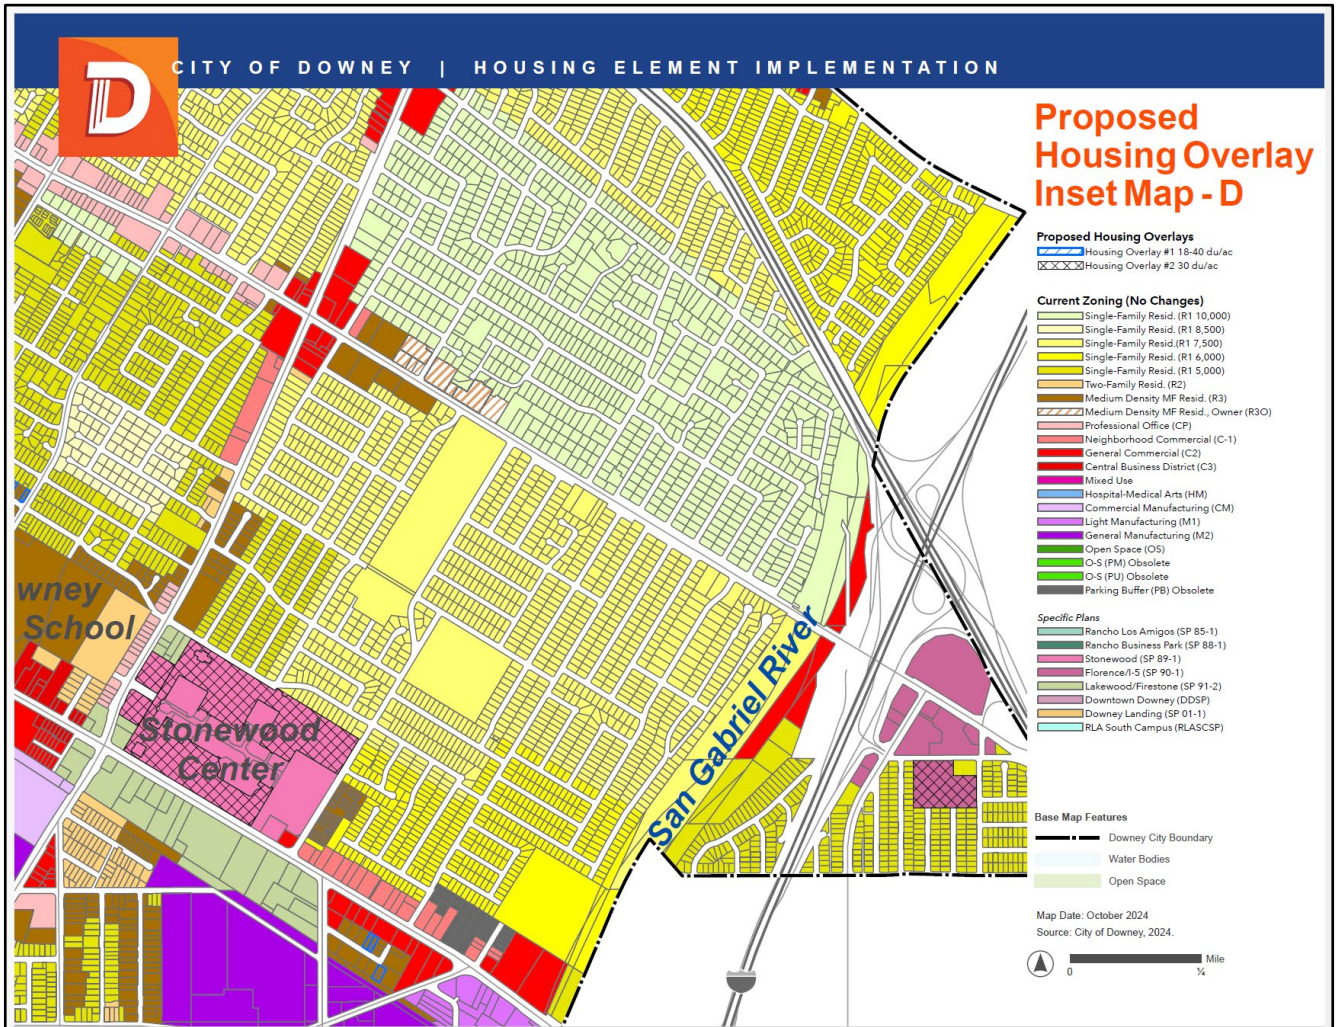 D
CITY OF DOWNEY | HOUSING ELEMENT IMPLEMENTATION
Proposed
Housing Overlay
Inset Map - D
Proposed Housing Overlays
Housing Overlay #1 18-40 du/ac
Housing Overlay #2 30 du/ac
Current Zoning (No Changes)
Single-Family Resid. (R1 10,000)
Single-Family Resid. (R1 8,500)
Single-Family Resid.(R1 7,500)
Single-Family Resid. (R1 6,000)
Single-Family Resid. (R1 5,000)
Two-Family Resid. (R2)
Medium Density MF Resid. (R3)
Medium Density MF Resid., Owner (R3O)
Professional Office (CP)
Neighborhood Commercial (C-1)
General Commercial (C2)
Central Business District (C3)
Mixed Use
Hospital-Medical Arts (HM)
Commercial Manufacturing (CM)
Light Manufacturing (M1)
General Manufacturing (M2)
Open Space (OS)
O-S (PM) Obsolete
O-S (PU) Obsolete
Parking Buffer (PB) Obsolete
Specific Plans
Rancho Los Amigos (SP 85-1)
Rancho Business Park (SP 88-1)
Stonewood (SP 89-1)
Florence/I-5 (SP 90-1)
Lakewood/Firestone (SP 91-2)
Downtown Downey (DDSP)
Downey Landing (SP 01-1)
RLA South Campus (RLASCSP)
Base Map Features
Downey City Boundary
Water Bodies
Open Space
Map Date: October 2024
Source: City of Downey, 2024.
Mile
0 ¼
wney
School
Stonewood
Center
San Gabriel River